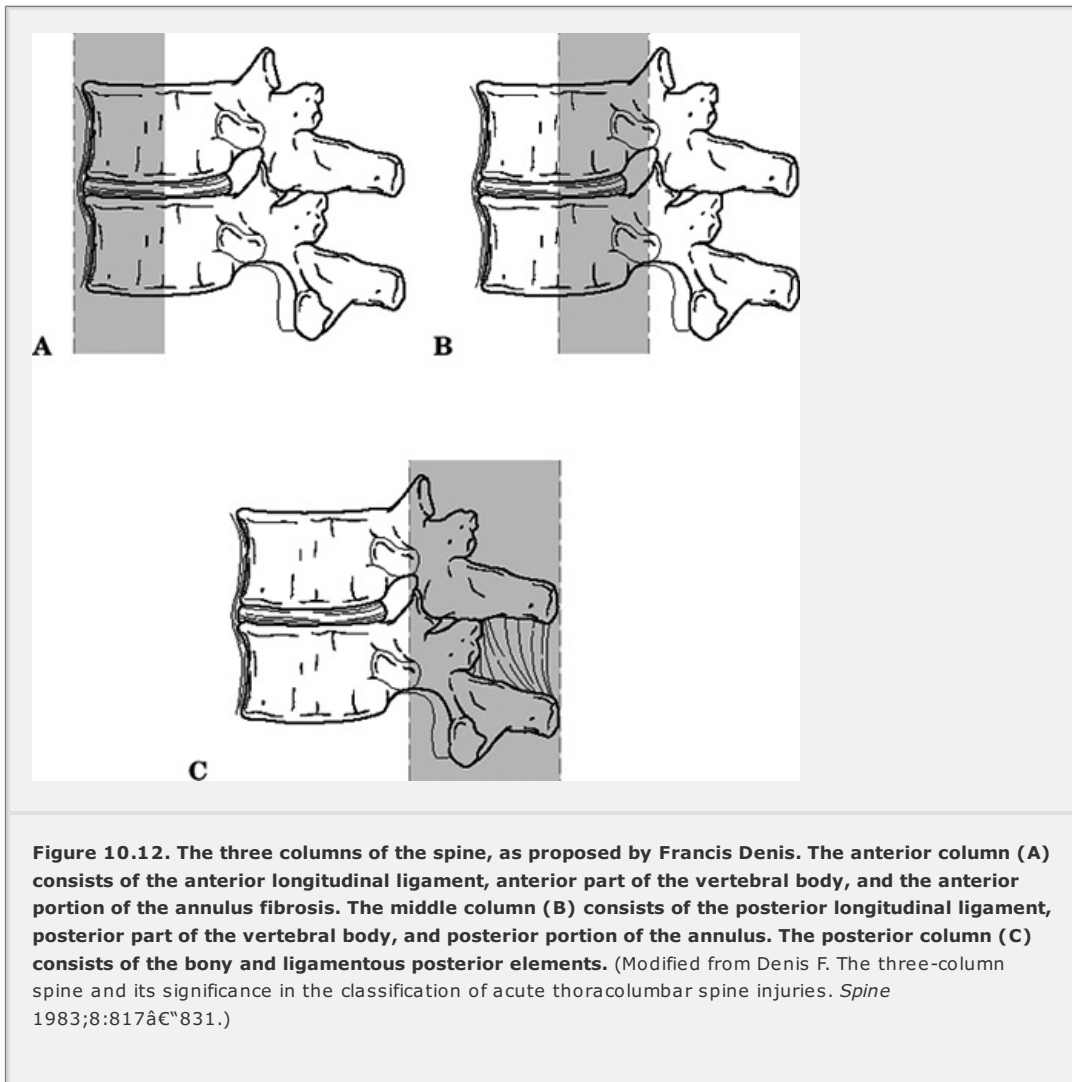 A
B
C
Figure 10.12. The three columns of the spine, as proposed by Francis Denis. The anterior column (A)
consists of the anterior longitudinal ligament, anterior part of the vertebral body, and the anterior
portion of the annulus fibrosis. The middle column (B) consists of the posterior longitudinal ligament,
posterior part of the vertebral body, and posterior portion of the annulus. The posterior column (C)
consists of the bony and ligamentous posterior elements. (Modified from Denis F. The three-column
spine and its significance in the classification of acute thoracolumbar spine injuries. Spine
1983;8:817â€“831.)